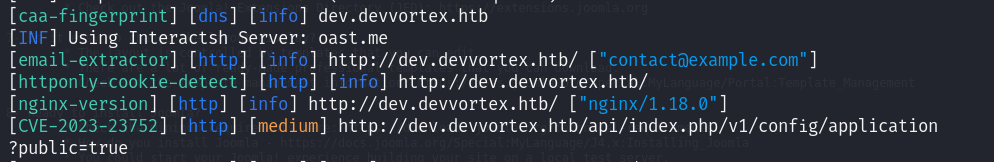 [caa-fingerprint] [dns] [info] dev.devvortex.htb
[INF] Using Interactsh Server: oast.me
[email-extractor] [http] [info] http://dev.devvortex.htb/ ["contact@example.com"]
[httponly-cookie-detect] [http] [info] http://dev.devvortex.htb/
[nginx-version] [http] [info] http://dev.devvortex.htb/ ["nginx/1.18.0"]
[CVE-2023-23752] [http] [medium] http://dev.devvortex.htb/api/index.php/v1/config/application
?public=true